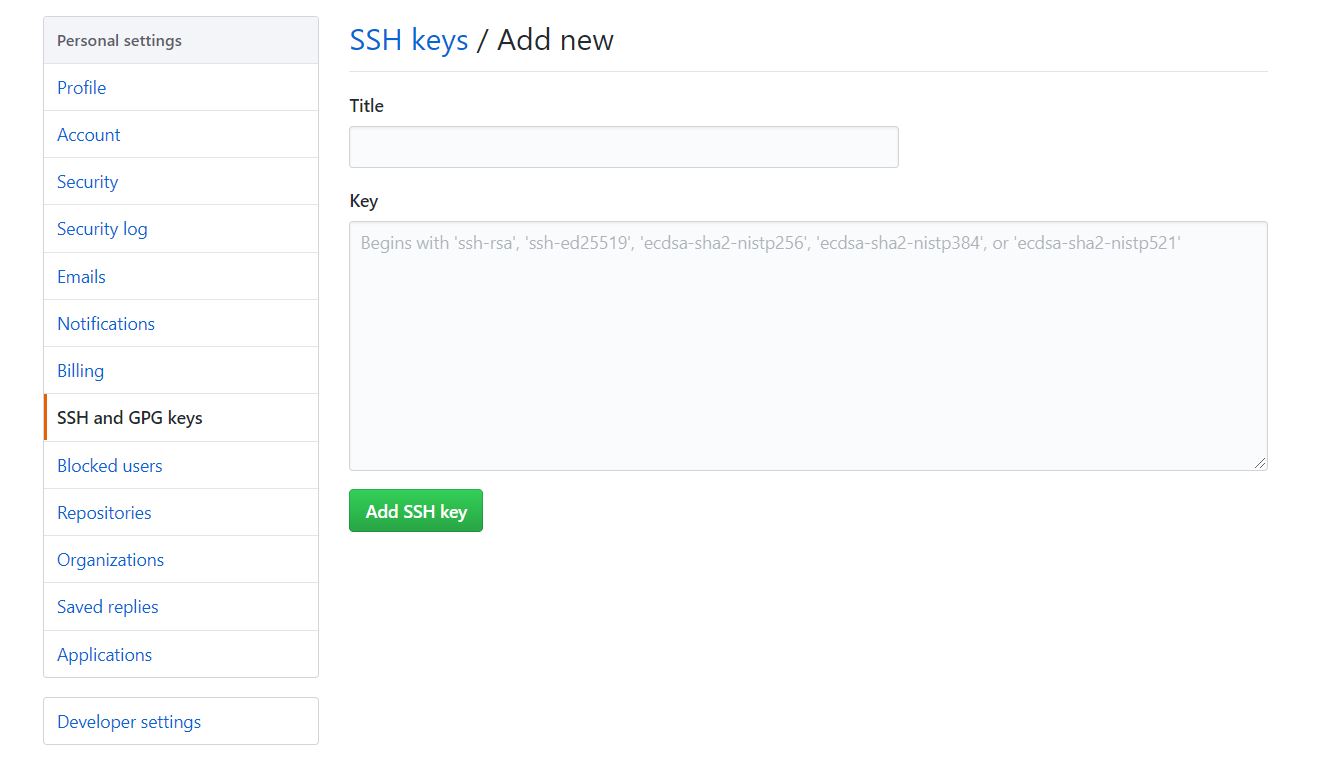 Personal settings
Profile
Account
Security
Security log
Emails
Notifications
Billing
SSH and GPG keys
Blocked users
Repositories
Organizations
Saved replies
Applications
Developer settings
SSH keys / Add new
Title
Key
Begins with 'ssh-rsa', 'ssh-ed25519', 'ecdsa-sha2-nistp256', 'ecdsa-sha2-nistp384', or 'ecdsa-sha2-nistp521'
Add SSH key